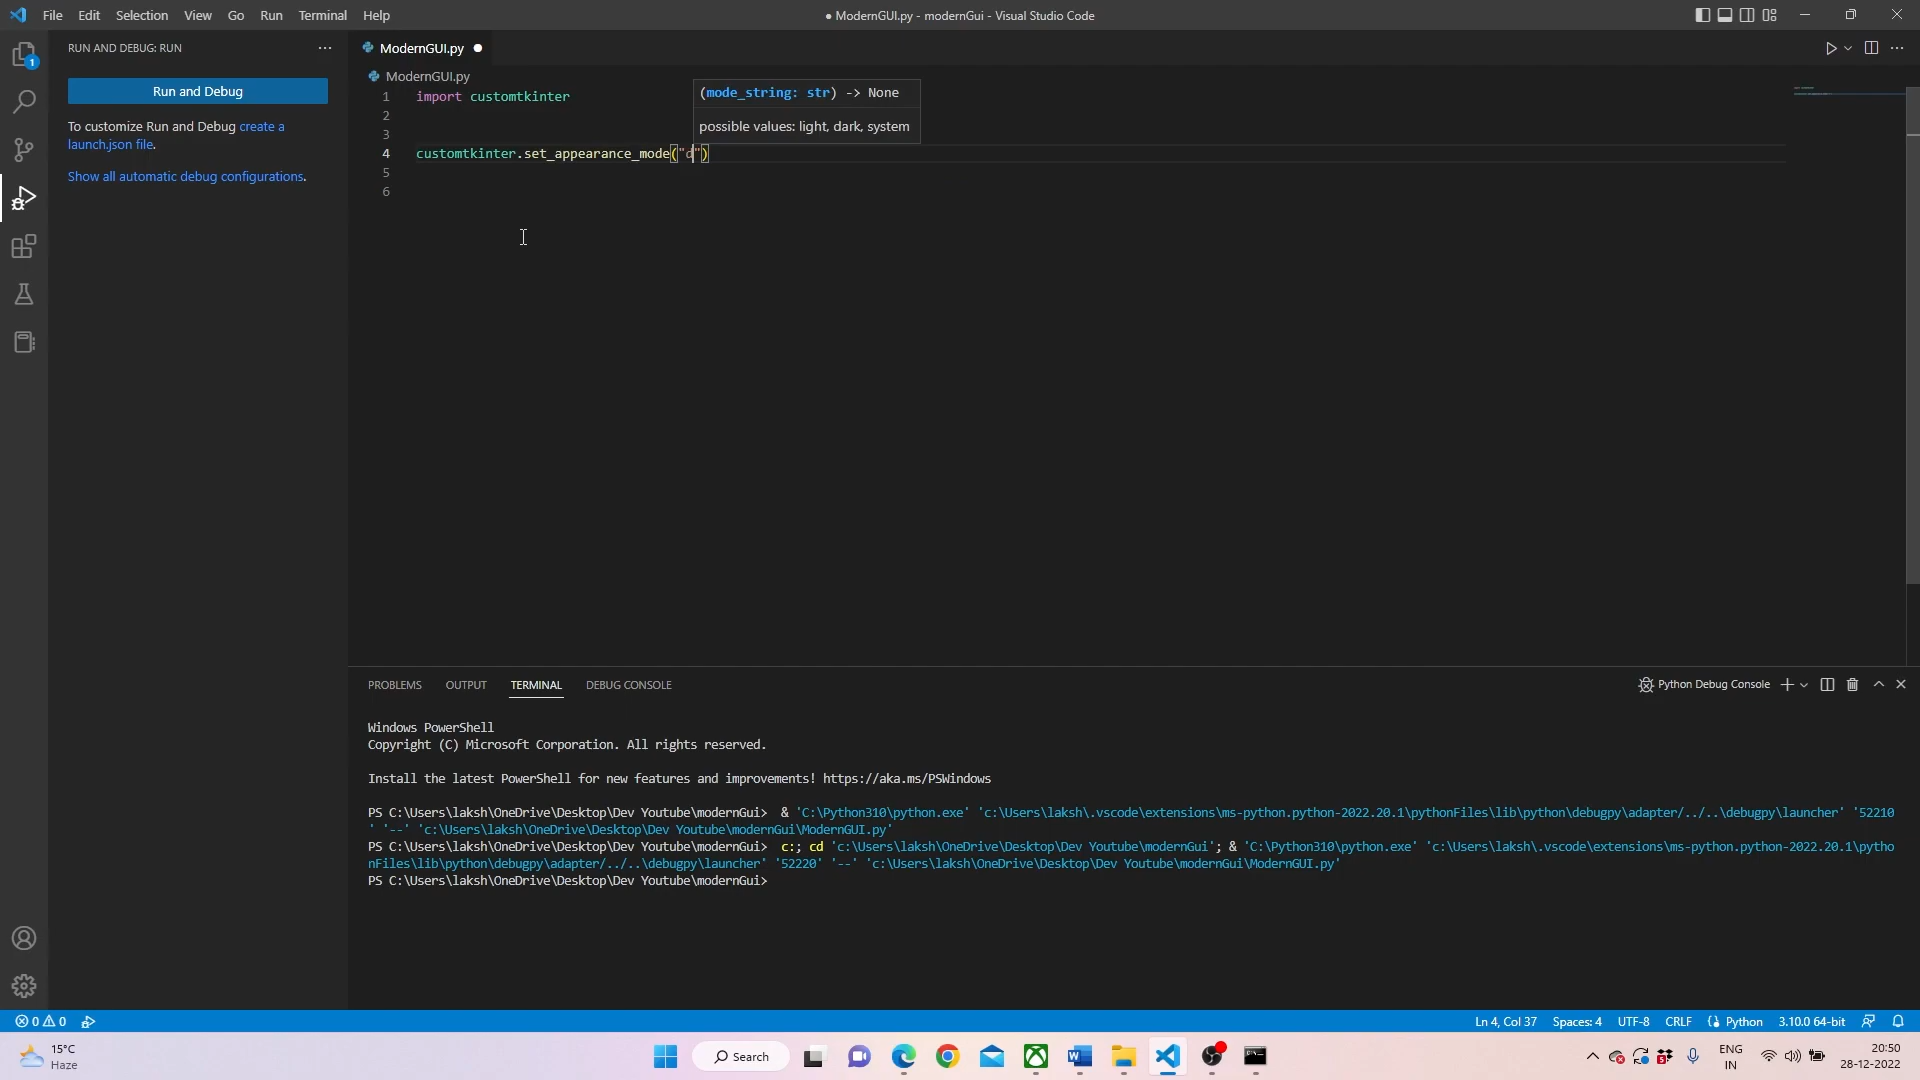 File Edit Selection View Go Run Terminal Help
● ModernGUI.py - modernGui - Visual Studio Code
RUN AND DEBUG: RUN
ModernGUI.py
1
Run and Debug
To customize Run and Debug create a
launch.json file.
Show all automatic debug configurations.
ModernGUI.py
1 import customtkinter
2
3
4 customtkinter.set_appearance_mode("d")
5
6
(mode_string: str) -> None
possible values: light, dark, system
PROBLEMS OUTPUT TERMINAL DEBUG CONSOLE
Python Debug Console
Windows PowerShell
Copyright (C) Microsoft Corporation. All rights reserved.
Install the latest PowerShell for new features and improvements! https://aka.ms/PSWindows
PS C:\Users\laksh\OneDrive\Desktop\Dev Youtube\modernGui>  & 'C:\Python310\python.exe' 'c:\Users\laksh\.vscode\extensions\ms-python.python-2022.20.1\pythonFiles\lib\python\debugpy\adapter/../..\debugpy\launcher' '52210
' '--' 'c:\Users\laksh\OneDrive\Desktop\Dev Youtube\modernGui\ModernGUI.py'
PS C:\Users\laksh\OneDrive\Desktop\Dev Youtube\modernGui>  c:; cd 'c:\Users\laksh\OneDrive\Desktop\Dev Youtube\modernGui'; & 'C:\Python310\python.exe' 'c:\Users\laksh\.vscode\extensions\ms-python.python-2022.20.1\pytho
nFiles\lib\python\debugpy\adapter/../..\debugpy\launcher' '52220' '--' 'c:\Users\laksh\OneDrive\Desktop\Dev Youtube\modernGui\ModernGUI.py'
PS C:\Users\laksh\OneDrive\Desktop\Dev Youtube\modernGui>
0 0
Ln 4, Col 37 Spaces: 4 UTF-8 CRLF Python 3.10.0 64-bit
15°C
Haze
Search
ENG
IN
20:50
28-12-2022